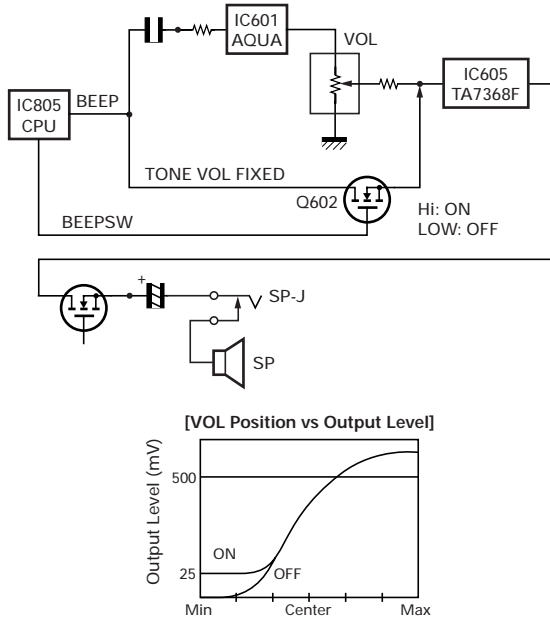 IC601
AQUA
VOL
IC605
TA7368F
IC805
CPU
BEEP
TONE VOL FIXED
Q602
Hi: ON
LOW: OFF
BEEPSW
+
SP-J
SP
[VOL Position vs Output Level]
Output Level (mV)
500
ON
25
OFF
Min
Center
Max